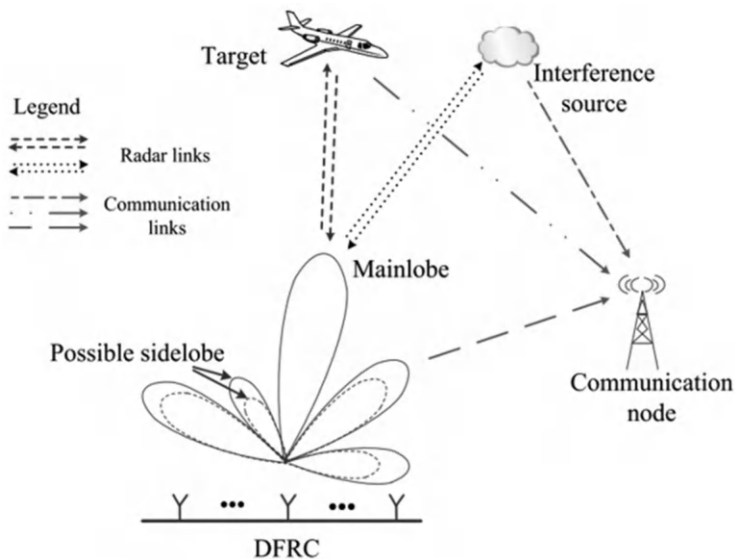 Target
Interference
source
Legend
Radar links
Communication
links
Mainlobe
Possible sidelobe
Communication
node
•••
•••
DFRC